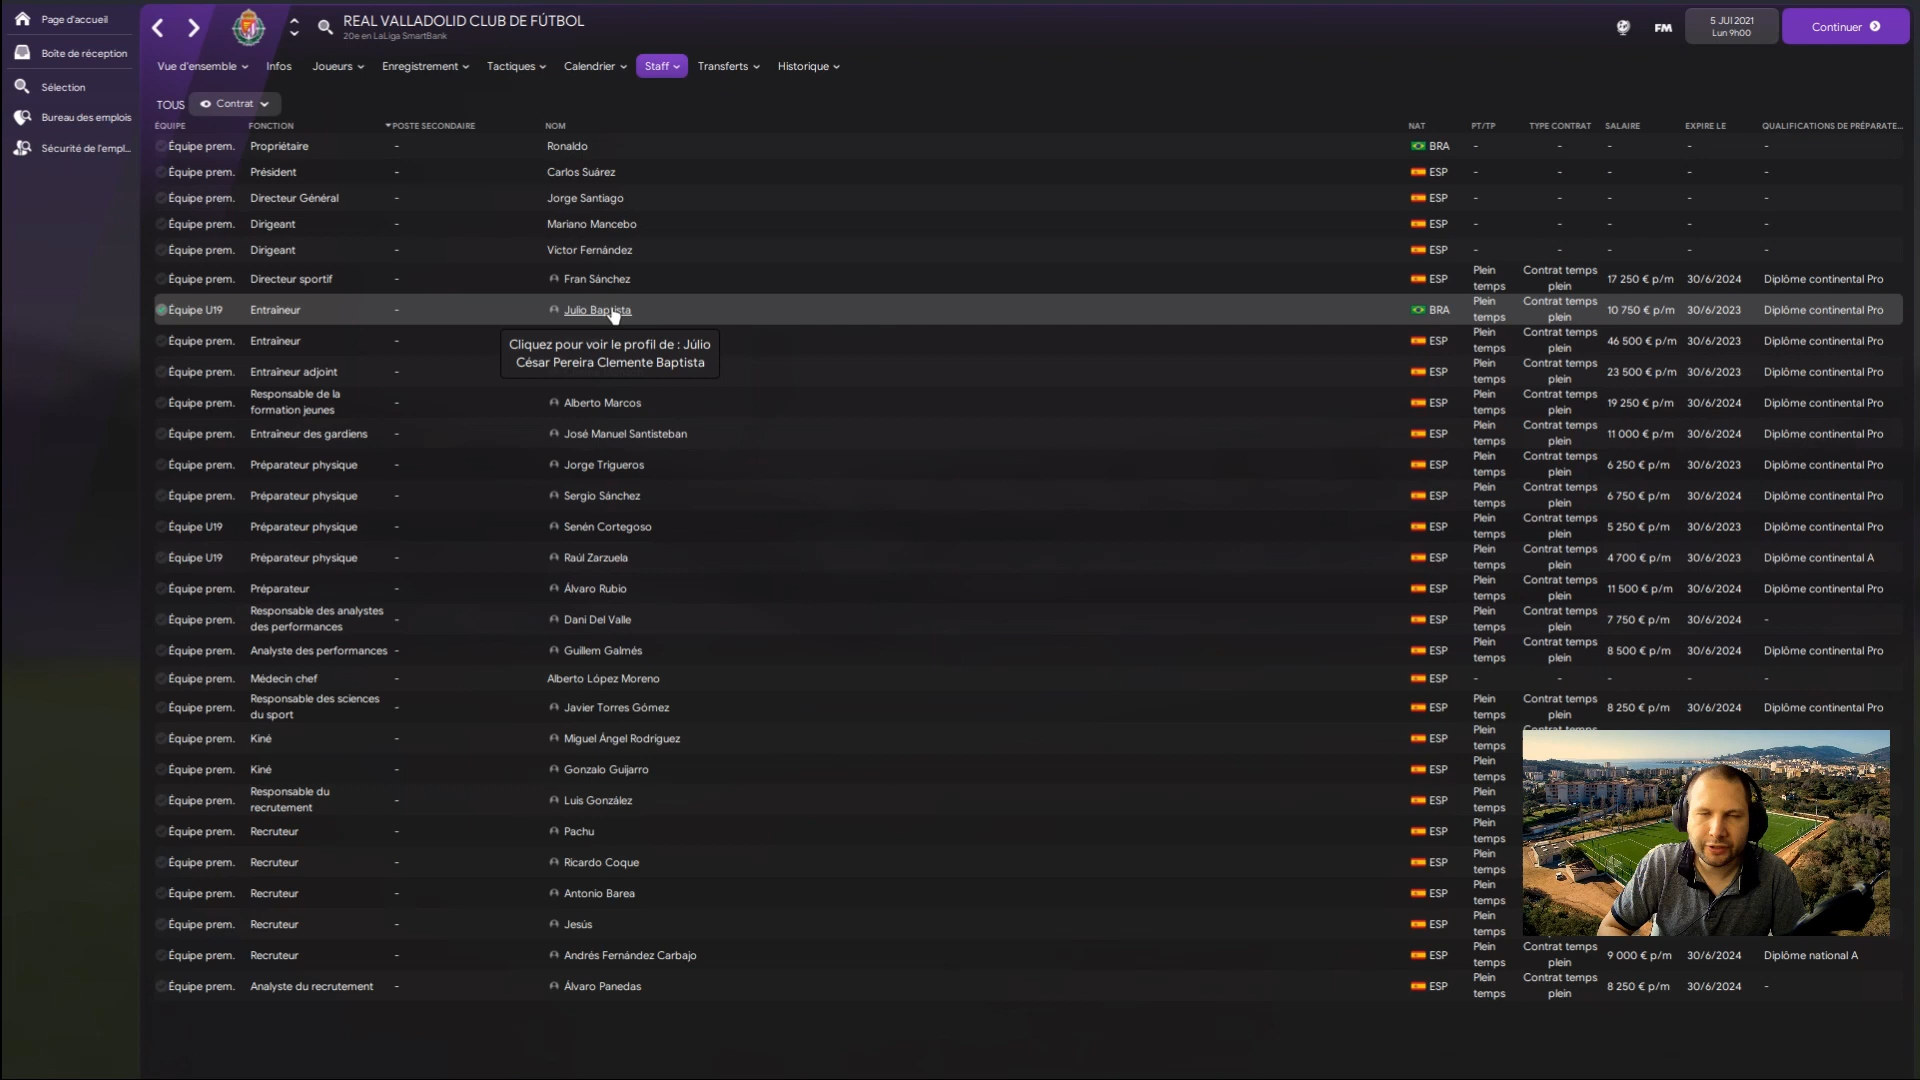 Page d'accueil
Boîte de réception
Sélection
Bureau des emplois
Sécurité de l'empl...
REAL VALLADOLID CLUB DE FÚTBOL
20e en LaLiga SmartBank
FM
5 JUI 2021
Lun 9h00
Continuer
Vue d'ensemble Infos Joueurs Enregistrement Tactiques Calendrier Staff Transferts Historique
TOUS Contrat
ÉQUIPE FONCTION POSTE SECONDAIRE NOM NAT PT/TP TYPE CONTRAT SALAIRE EXPIRE LE QUALIFICATIONS DE PRÉPARATE...
Équipe prem. Propriétaire - Ronaldo BRA - - - - -
Équipe prem. Président - Carlos Suárez ESP - - - - -
Équipe prem. Directeur Général - Jorge Santiago ESP - - - - -
Équipe prem. Dirigeant - Mariano Mancebo ESP - - - - -
Équipe prem. Dirigeant - Víctor Fernández ESP - - - - -
Équipe prem. Directeur sportif - Fran Sánchez ESP Plein temps Contrat temps plein 17 250 € p/m 30/6/2024 Diplôme continental Pro
Équipe U19 Entraîneur - Julio Baptista BRA Plein temps Contrat temps plein 10 750 € p/m 30/6/2023 Diplôme continental Pro
Cliquez pour voir le profil de : Júlio
César Pereira Clemente Baptista
Équipe prem. Entraîneur - ESP Plein temps Contrat temps plein 46 500 € p/m 30/6/2023 Diplôme continental Pro
Équipe prem. Entraîneur adjoint - ESP Plein temps Contrat temps plein 23 500 € p/m 30/6/2023 Diplôme continental Pro
Équipe prem. Responsable de la formation jeunes - Alberto Marcos ESP Plein temps Contrat temps plein 19 250 € p/m 30/6/2024 Diplôme continental Pro
Équipe prem. Entraîneur des gardiens - José Manuel Santisteban ESP Plein temps Contrat temps plein 11 000 € p/m 30/6/2024 Diplôme continental Pro
Équipe prem. Préparateur physique - Jorge Trigueros ESP Plein temps Contrat temps plein 6 250 € p/m 30/6/2023 Diplôme continental Pro
Équipe prem. Préparateur physique - Sergio Sánchez ESP Plein temps Contrat temps plein 6 750 € p/m 30/6/2024 Diplôme continental Pro
Équipe U19 Préparateur physique - Senén Cortegoso ESP Plein temps Contrat temps plein 5 250 € p/m 30/6/2023 Diplôme continental Pro
Équipe U19 Préparateur physique - Raúl Zarzuela ESP Plein temps Contrat temps plein 4 700 € p/m 30/6/2023 Diplôme continental A
Équipe prem. Préparateur - Álvaro Rubio ESP Plein temps Contrat temps plein 11 500 € p/m 30/6/2024 Diplôme continental Pro
Équipe prem. Responsable des analystes des performances - Dani Del Valle ESP Plein temps Contrat temps plein 7 750 € p/m 30/6/2024 -
Équipe prem. Analyste des performances - Guillem Galmés ESP Plein temps Contrat temps plein 8 500 € p/m 30/6/2024 Diplôme continental Pro
Équipe prem. Médecin chef - Alberto López Moreno ESP - - - - -
Équipe prem. Responsable des sciences du sport - Javier Torres Gómez ESP Plein temps Contrat temps plein 8 250 € p/m 30/6/2024 Diplôme continental Pro
Équipe prem. Kiné - Miguel Ángel Rodríguez ESP Plein temps
Équipe prem. Kiné - Gonzalo Guijarro ESP Plein temps
Équipe prem. Responsable du recrutement - Luis González ESP Plein temps
Équipe prem. Recruteur - Pachu ESP Plein temps
Équipe prem. Recruteur - Ricardo Coque ESP Plein temps
Équipe prem. Recruteur - Antonio Barea ESP Plein temps
Équipe prem. Recruteur - Jesús ESP Plein temps
Équipe prem. Recruteur - Andrés Fernández Carbajo ESP Plein temps Contrat temps plein 9 000 € p/m 30/6/2024 Diplôme national A
Équipe prem. Analyste du recrutement - Álvaro Panedas ESP Plein temps Contrat temps plein 8 250 € p/m 30/6/2024 -